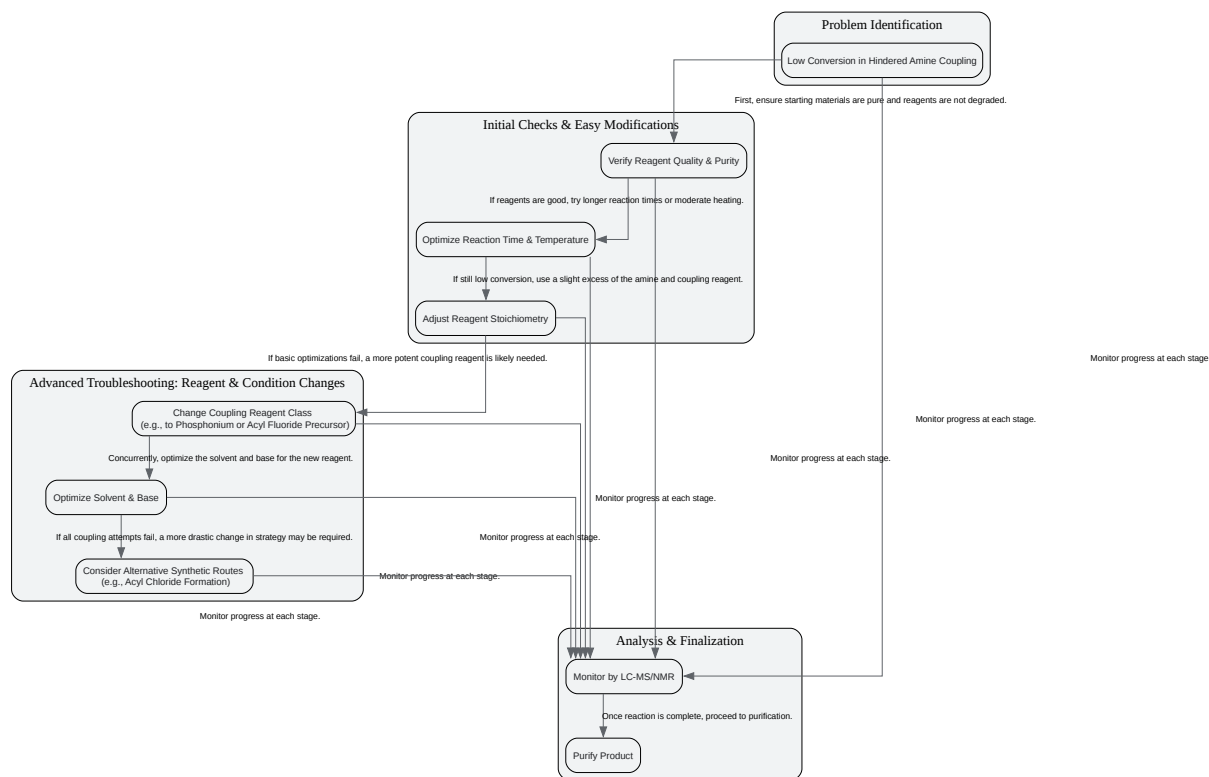 Problem Identification
Low Conversion in Hindered Amine Coupling
First, ensure starting materials are pure and reagents are not degraded.
Initial Checks & Easy Modifications
Verify Reagent Quality & Purity
If reagents are good, try longer reaction times or moderate heating.
Optimize Reaction Time & Temperature
If still low conversion, use a slight excess of the amine and coupling reagent.
Adjust Reagent Stoichiometry
If basic optimizations fail, a more potent coupling reagent is likely needed.
Monitor progress at each stage
Advanced Troubleshooting: Reagent & Condition Changes
Change Coupling Reagent Class
(e.g., to Phosphonium or Acyl Fluoride Precursor)
Monitor progress at each stage.
Concurrently, optimize the solvent and base for the new reagent.
Monitor progress at each stage.
Optimize Solvent & Base
Monitor progress at each stage.
If all coupling attempts fail, a more drastic change in strategy may be required.
Monitor progress at each stage.
Consider Alternative Synthetic Routes
(e.g., Acyl Chloride Formation)
Monitor progress at each stage.
Monitor progress at each stage.
Analysis & Finalization
Monitor by LC-MS/NMR
Once reaction is complete, proceed to purification.
Purify Product